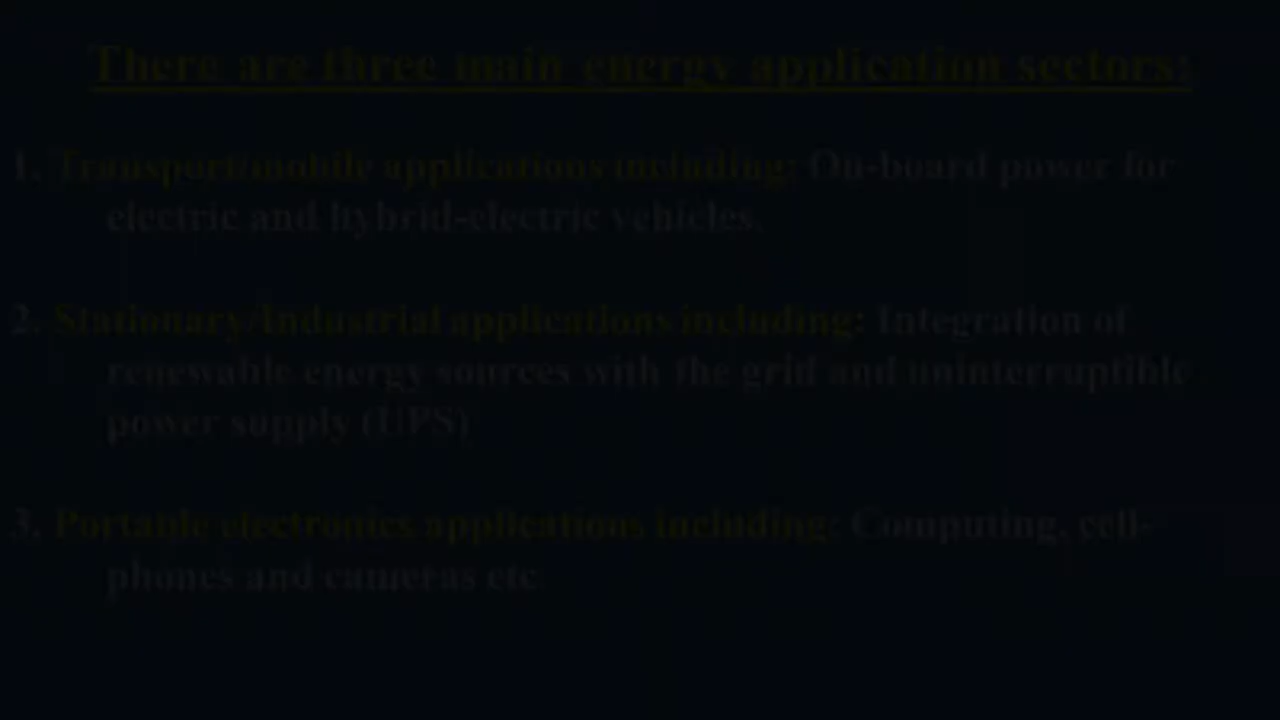 There are three main energy application sectors:
1. Transport/mobile applications including: On-board power for
electric and hybrid-electric vehicles.
2. Stationary/Industrial applications including: Integration of
renewable energy sources with the grid and uninterruptible
power supply (UPS)
3. Portable electronics applications including: Computing, cell-
phones and cameras etc